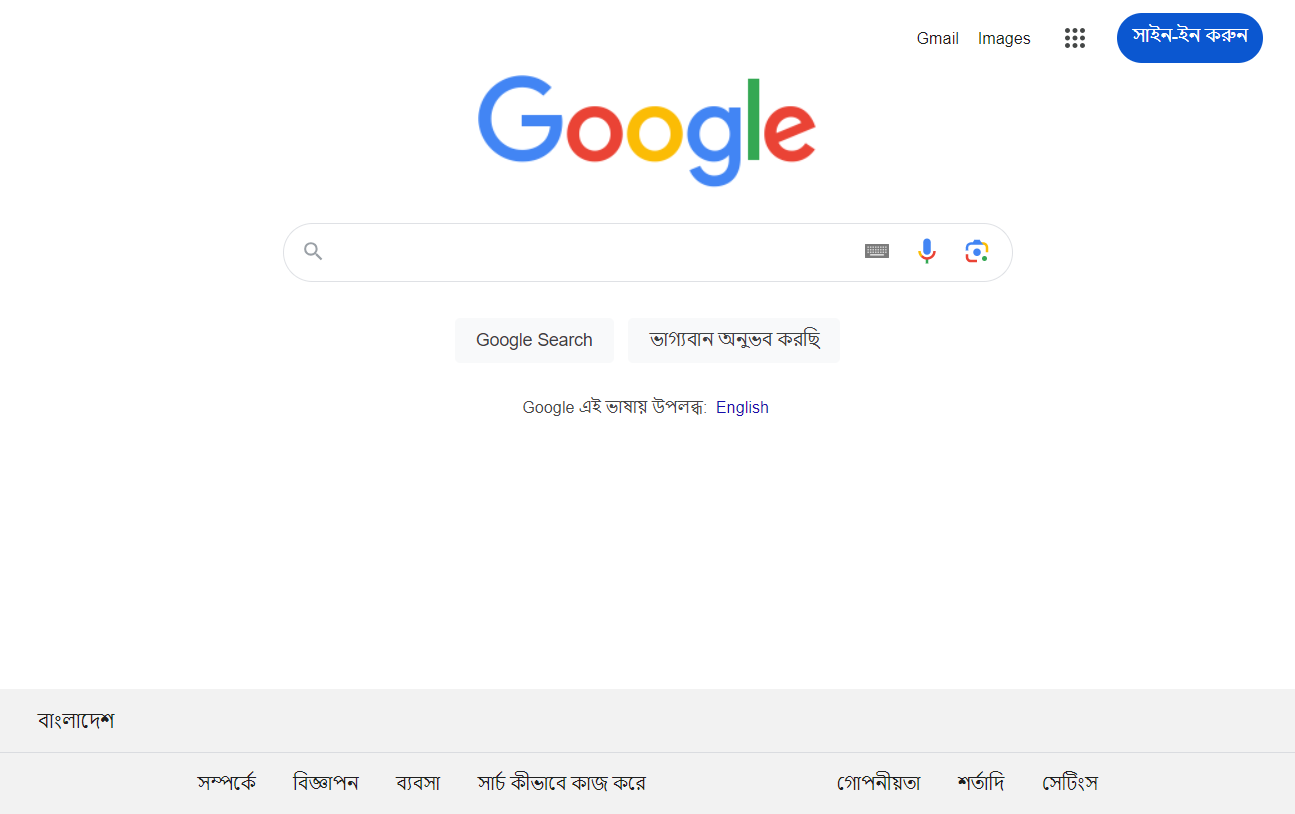 Gmail Images সাইন-ইন করুন
Google
Google Search ভাগ্যবান অনুভব করছি
Google এই ভাষায় উপলব্ধ: English
বাংলাদেশ
সম্পর্কে বিজ্ঞাপন ব্যবসা সার্চ কীভাবে কাজ করে গোপনীয়তা শর্তাদি সেটিংস